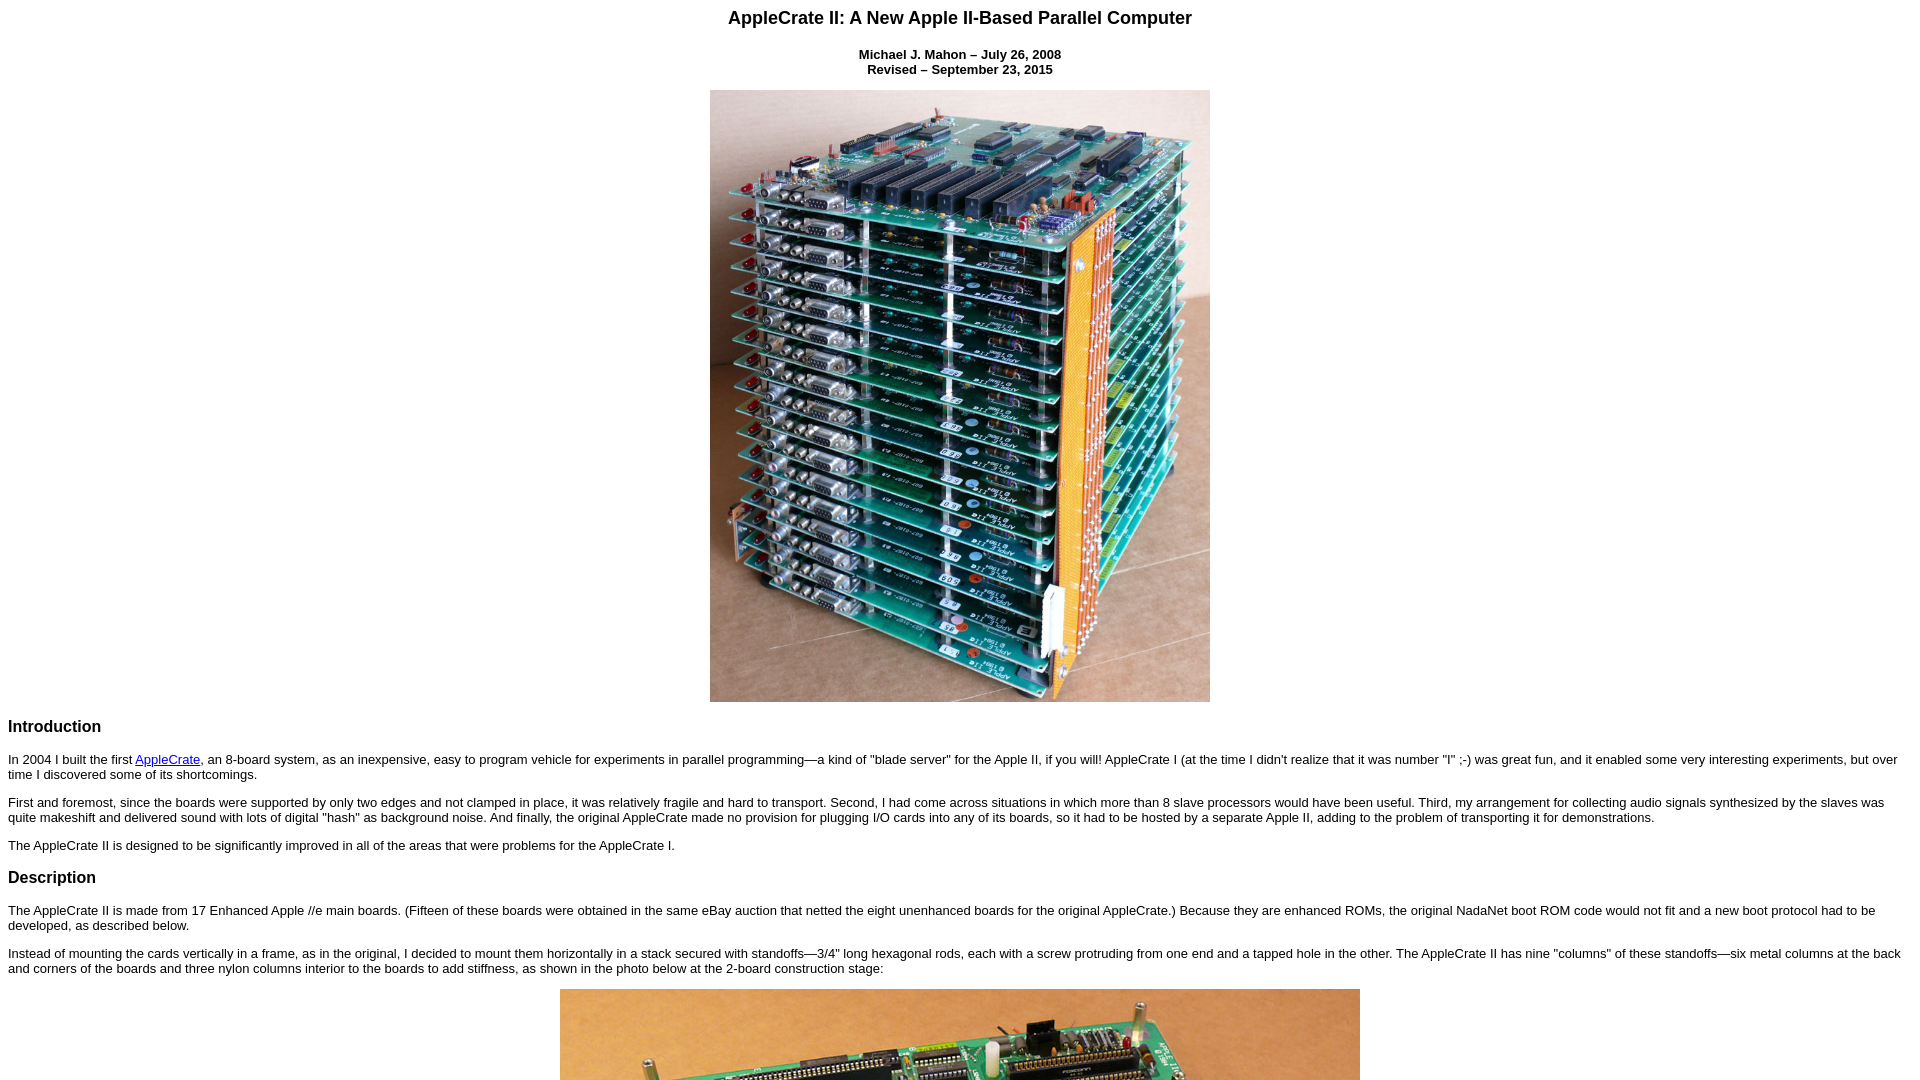 AppleCrate II: A New Apple II-Based Parallel Computer
Michael J. Mahon – July 26, 2008
Revised – September 23, 2015
Introduction
In 2004 I built the first AppleCrate, an 8-board system, as an inexpensive, easy to program vehicle for experiments in parallel programming—a kind of "blade server" for the Apple II, if you will! AppleCrate I (at the time I didn't realize that it was number "I" ;-) was great fun, and it enabled some very interesting experiments, but over
time I discovered some of its shortcomings.
First and foremost, since the boards were supported by only two edges and not clamped in place, it was relatively fragile and hard to transport. Second, I had come across situations in which more than 8 slave processors would have been useful. Third, my arrangement for collecting audio signals synthesized by the slaves was
quite makeshift and delivered sound with lots of digital "hash" as background noise. And finally, the original AppleCrate made no provision for plugging I/O cards into any of its boards, so it had to be hosted by a separate Apple II, adding to the problem of transporting it for demonstrations.
The AppleCrate II is designed to be significantly improved in all of the areas that were problems for the AppleCrate I.
Description
The AppleCrate II is made from 17 Enhanced Apple //e main boards. (Fifteen of these boards were obtained in the same eBay auction that netted the eight unenhanced boards for the original AppleCrate.) Because they are enhanced ROMs, the original NadaNet boot ROM code would not fit and a new boot protocol had to be
developed, as described below.
Instead of mounting the cards vertically in a frame, as in the original, I decided to mount them horizontally in a stack secured with standoffs—3/4" long hexagonal rods, each with a screw protruding from one end and a tapped hole in the other. The AppleCrate II has nine "columns" of these standoffs—six metal columns at the back
and corners of the boards and three nylon columns interior to the boards to add stiffness, as shown in the photo below at the 2-board construction stage: